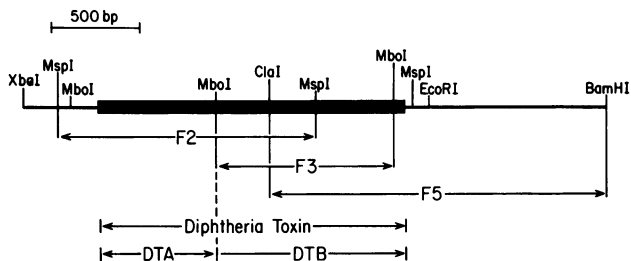 500 bp
XbaI MspI MboI MboI ClaI MspI MboI MspI EcoRI BamHI
F2
F3
F5
Diphtheria Toxin
DTA DTB